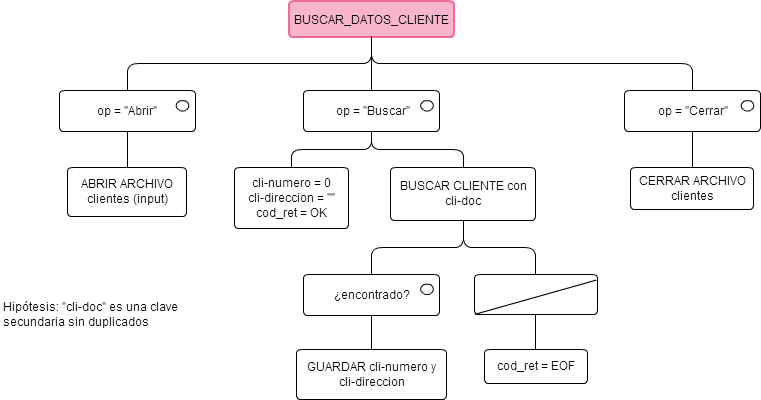 BUSCAR_DATOS_CLIENTE
op = "Abrir"
op = "Buscar"
op = "Cerrar"
ABRIR ARCHIVO
clientes (input)
cli-numero = 0
cli-direccion = ""
cod_ret = OK
BUSCAR CLIENTE con
cli-doc
CERRAR ARCHIVO
clientes
¿encontrado?
Hipótesis: "cli-doc" es una clave
secundaria sin duplicados
GUARDAR cli-numero y
cli-direccion
cod_ret = EOF